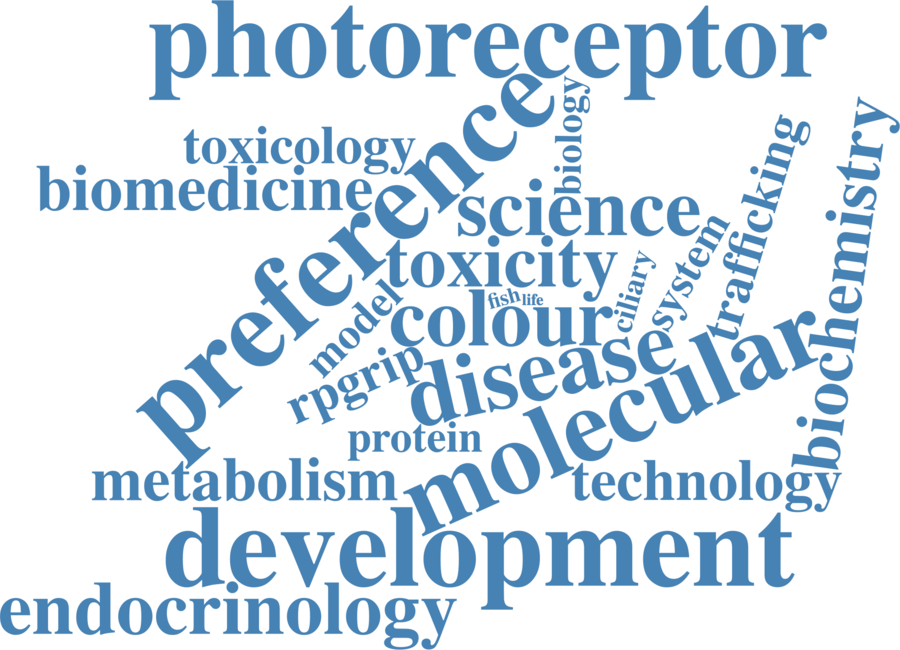 photoreceptor
preference
biology
toxicology
biomedicine
science
trafficking
biochemistry
toxicity
system
ciliary
fish
life
model
colour
rpgrip
disease
molecular
protein
metabolism
technology
development
endocrinology